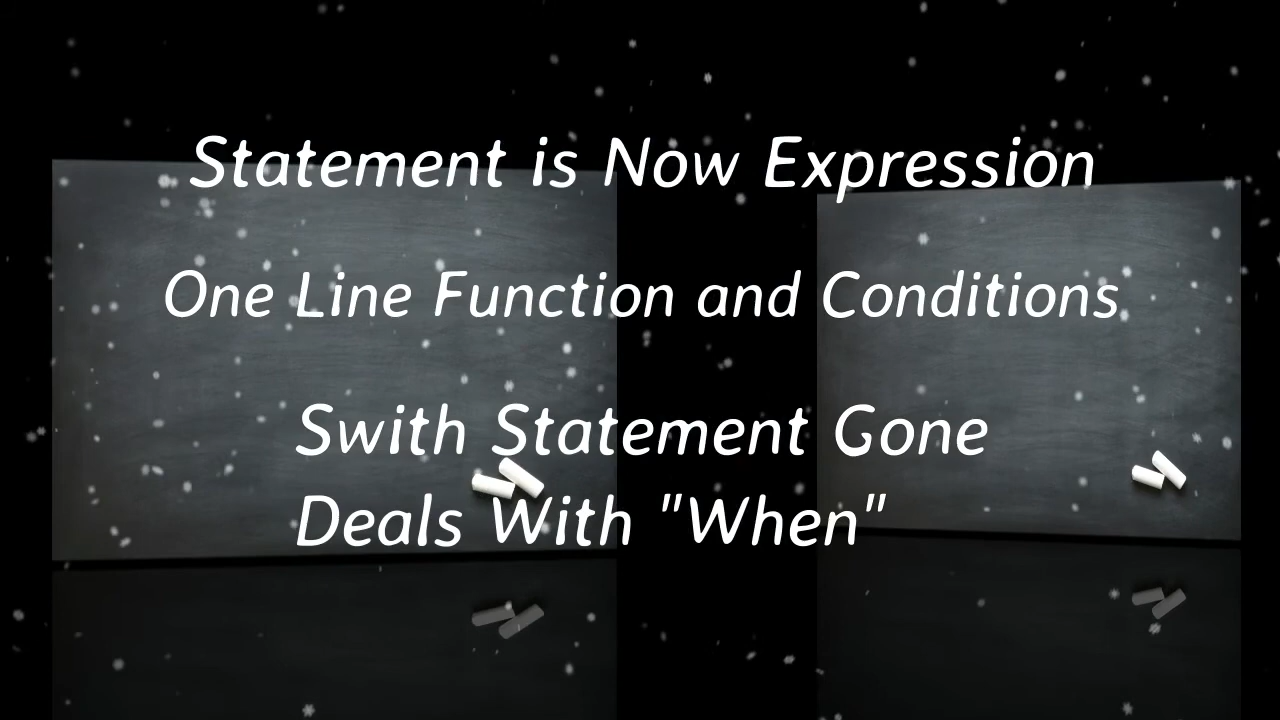 Statement is Now Expression
One Line Function and Conditions
Swith Statement Gone
Deals With "When"